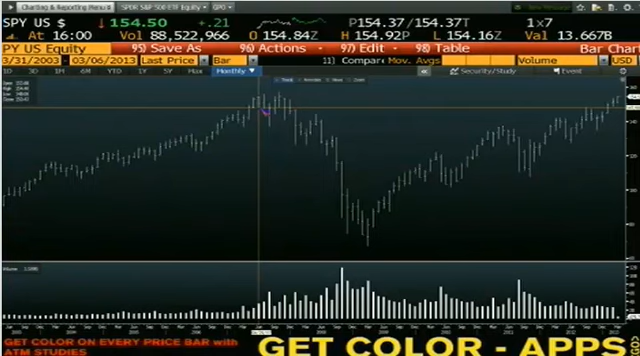 Charting & Reporting Menu SPDR S&P 500-ETF Equity GPO
SPY US $ ↓ 154.50 +.21 P154.37/154.37T 1x7
At 16:00 Vol 88,522,966 O 154.84Z H 154.92P L 154.16Z Val 13.667B
PY US Equity 95) Save As 96) Actions 97) Edit 98) Table Bar Chart
3/31/2003 - 03/06/2013 Last Price Bar 11) Compare Mov. Avgs Volume USD
1D 3D 1M 6M YTD 1Y 5Y Max Monthly « Security/Study Event
Volume
GET COLOR ON EVERY PRICE BAR with
ATM STUDIES
GET COLOR - APPS
GO